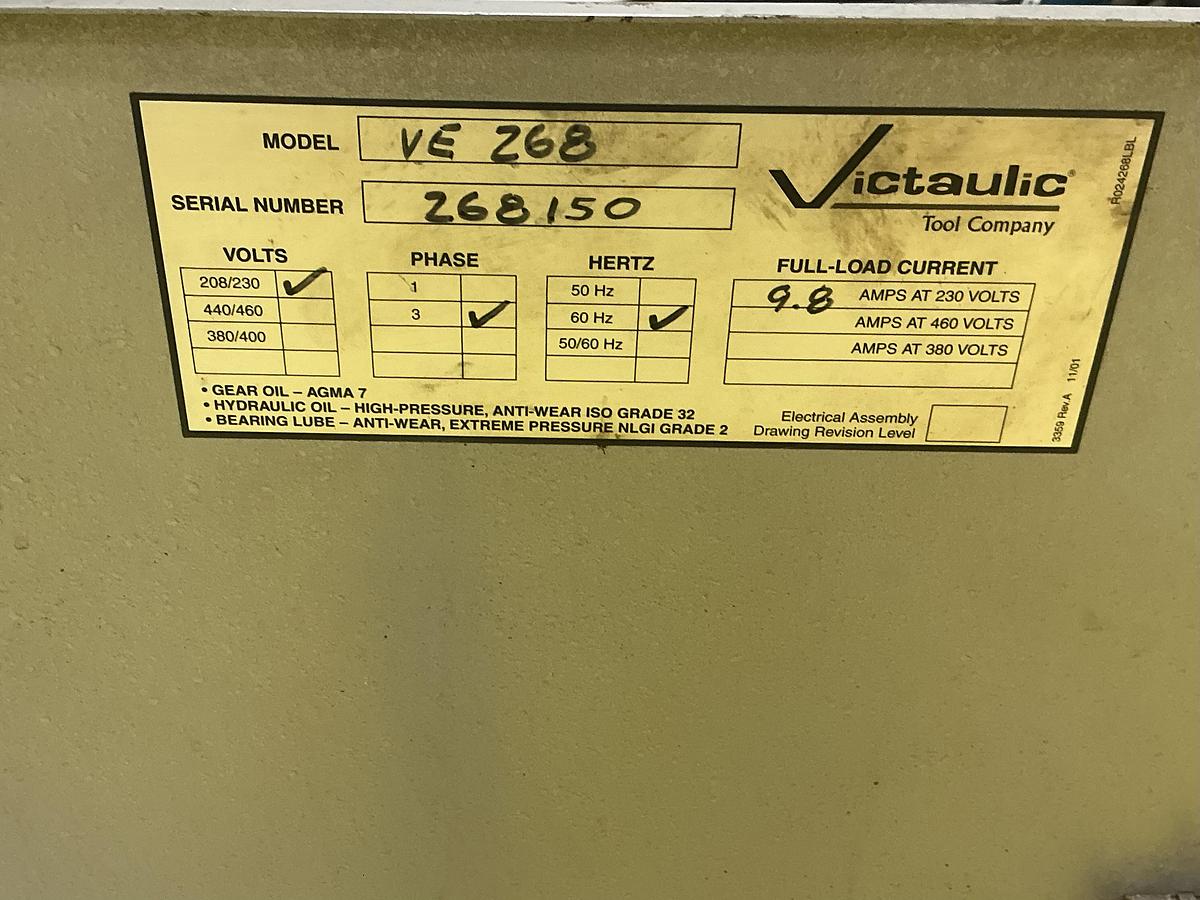 MODEL VE 268
SERIAL NUMBER 268150
Victaulic®
Tool Company
R024268LBL
VOLTS
208/230 ✓
440/460
380/400
PHASE
1
3 ✓
HERTZ
50 Hz
60 Hz ✓
50/60 Hz
FULL-LOAD CURRENT
9.8 AMPS AT 230 VOLTS
AMPS AT 460 VOLTS
AMPS AT 380 VOLTS
• GEAR OIL – AGMA 7
• HYDRAULIC OIL – HIGH-PRESSURE, ANTI-WEAR ISO GRADE 32
• BEARING LUBE – ANTI-WEAR, EXTREME PRESSURE NLGI GRADE 2
Electrical Assembly
Drawing Revision Level
3359 Rev.A 11/01